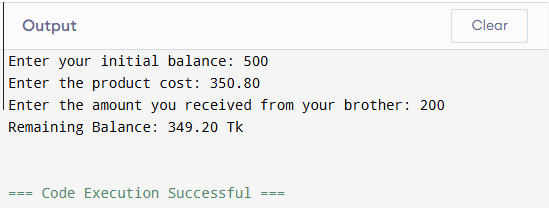 Output
Clear
Enter your initial balance: 500
Enter the product cost: 350.80
Enter the amount you received from your brother: 200
Remaining Balance: 349.20 Tk
=== Code Execution Successful ===